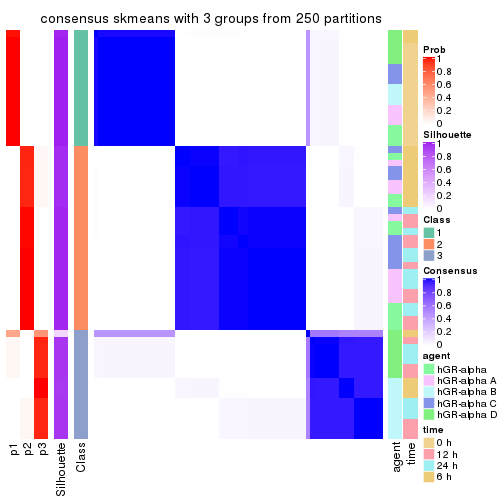 consensus skmeans with 3 groups from 250 partitions
Prob
1
0.8
0.6
0.4
0.2
0
Silhouette
1
0.8
0.6
0.4
0.2
0
Class
1
2
3
Consensus
1
0.8
0.6
0.4
0.2
0
agent
hGR-alpha
hGR-alpha A
hGR-alpha B
hGR-alpha C
hGR-alpha D
time
0 h
12 h
24 h
6 h
p1
p2
p3
Silhouette
Class
agent
time